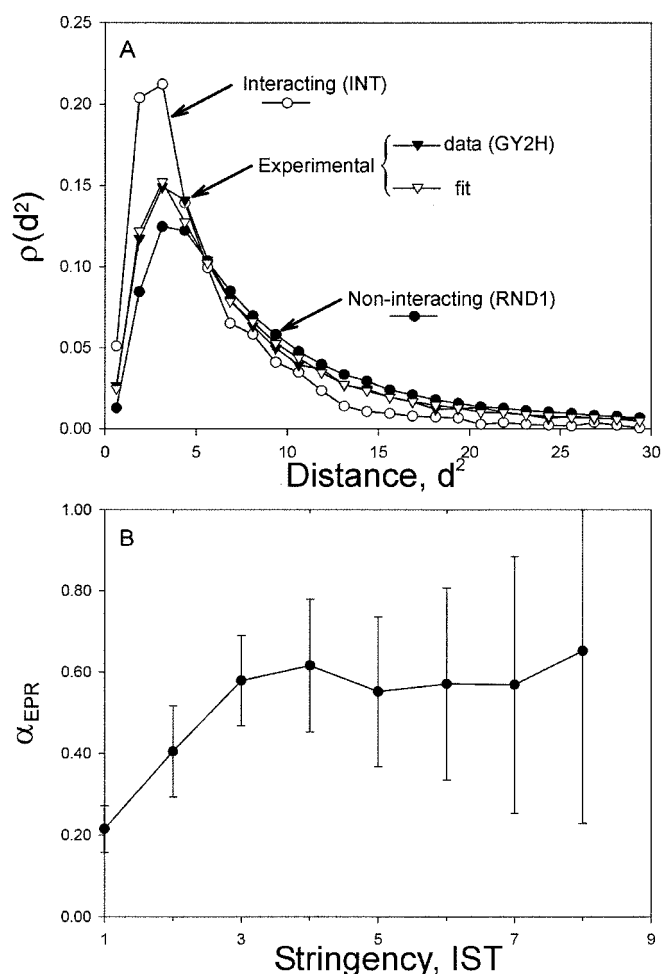 A
0.25
0.20
0.15
0.10
0.05
0.00
ρ(d²)
Interacting (INT)
Experimental
data (GY2H)
fit
Non-interacting (RND1)
0 5 10 15 20 25 30
Distance, d²
B
1.00
0.80
0.60
0.40
0.20
0.00
αEPR
1 3 5 7 9
Stringency, IST